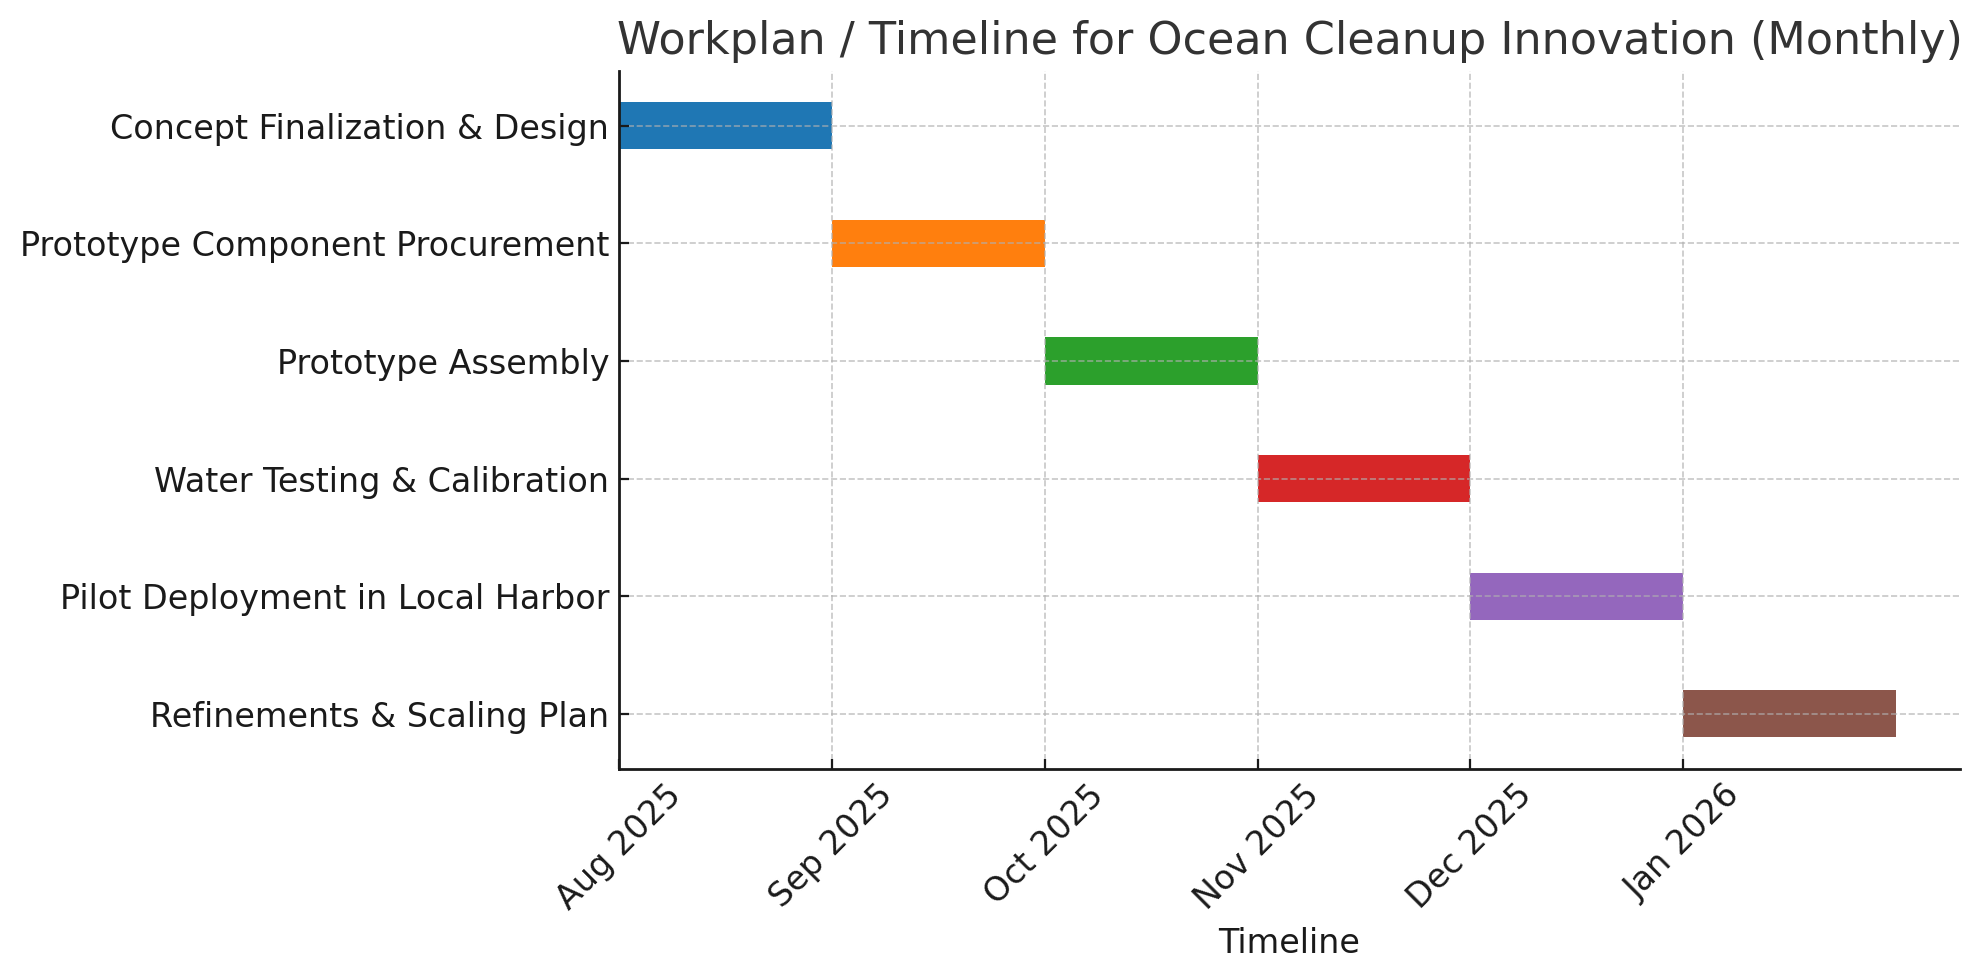 Workplan / Timeline for Ocean Cleanup Innovation (Monthly)
Concept Finalization & Design
Prototype Component Procurement
Prototype Assembly
Water Testing & Calibration
Pilot Deployment in Local Harbor
Refinements & Scaling Plan
Aug 2025
Sep 2025
Oct 2025
Nov 2025
Dec 2025
Jan 2026
Timeline